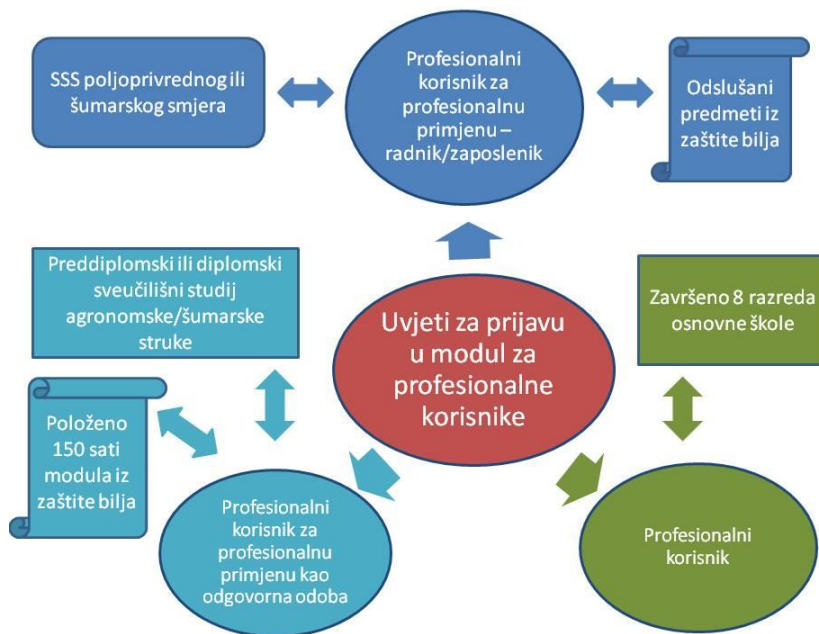 SSS poljoprivrednog ili
šumarskog smjera
Profesionalni
korisnik za
profesionalnu
primjenu –
radnik/zaposlenik
Odslušani
predmeti iz
zaštite bilja
Preddiplomski ili diplomski
sveučilišni studij
agronomske/šumarske
struke
Uvjeti za prijavu
u modul za
profesionalne
korisnike
Završeno 8 razreda
osnovne škole
Položeno
150 sati
modula iz
zaštite bilja
Profesionalni
korisnik za
profesionalnu
primjenu kao
odgovorna odoba
Profesionalni
korisnik